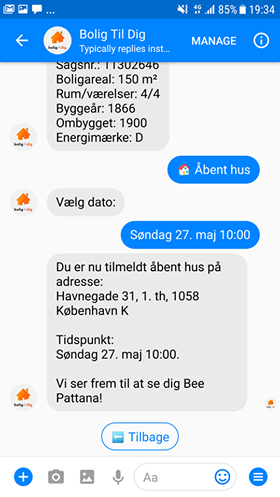 85% 19:34
Bolig Til Dig
Typically replies inst...
MANAGE
Sagsnr.: 11302646
Boligareal: 150 m²
Rum/værelser: 4/4
Byggeår: 1866
Ombygget: 1900
Energimærke: D
Åbent hus
Vælg dato:
Søndag 27. maj 10:00
Du er nu tilmeldt åbent hus på
adresse:
Havnegade 31, 1. th, 1058
København K
Tidspunkt:
Søndag 27. maj 10:00.
Vi ser frem til at se dig Bee
Pattana!
Tilbage
Aa